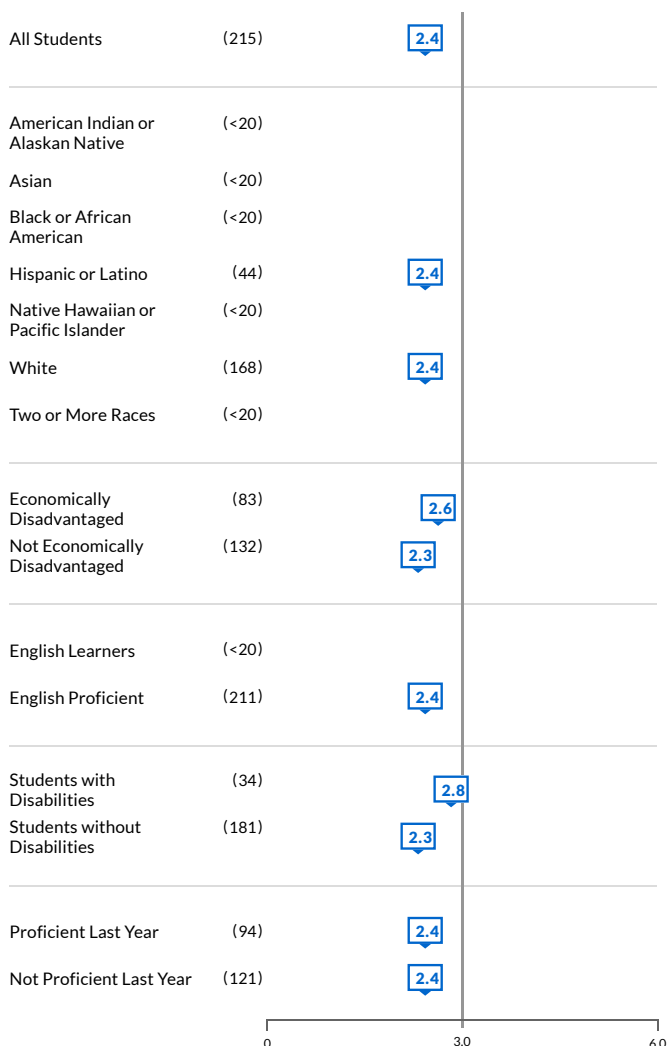 All Students (215) 2.4
American Indian or (<20)
Alaskan Native
Asian (<20)
Black or African (<20)
American
Hispanic or Latino (44) 2.4
Native Hawaiian or (<20)
Pacific Islander
White (168) 2.4
Two or More Races (<20)
Economically (83) 2.6
Disadvantaged
Not Economically (132) 2.3
Disadvantaged
English Learners (<20)
English Proficient (211) 2.4
Students with (34) 2.8
Disabilities
Students without (181) 2.3
Disabilities
Proficient Last Year (94) 2.4
Not Proficient Last Year (121) 2.4
0 3.0 6.0